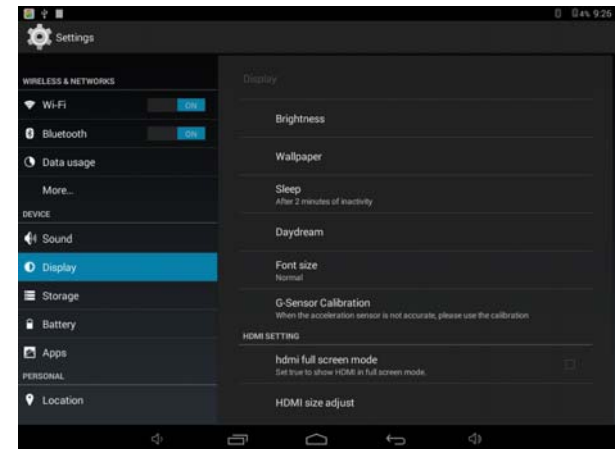 4% 9:26
Settings
WIRELESS & NETWORKS
Wi-Fi
ON
Bluetooth
ON
Data usage
More...
DEVICE
Sound
Display
Storage
Battery
Apps
PERSONAL
Location
Display
Brightness
Wallpaper
Sleep
After 2 minutes of inactivity
Daydream
Font size
Normal
G-Sensor Calibration
When the acceleration sensor is not accurate, please use the calibration
HDMI SETTING
hdmi full screen mode
Set true to show HDMI in full screen mode.
HDMI size adjust